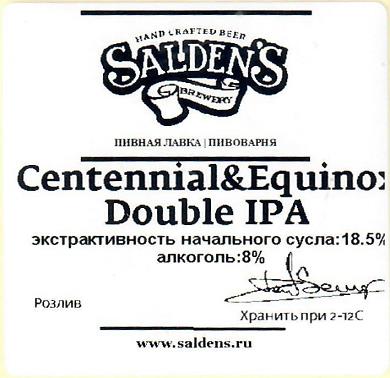 HAND CRAFTED BEER
SALDEN'S
BREWERY
ПИВНАЯ ЛАВКА | ПИВОВАРНЯ
Centennial&Equinox
Double IPA
экстрактивность начального сусла:18.5%
алкоголь:8%
Розлив
Хранить при 2-12С
www.saldens.ru